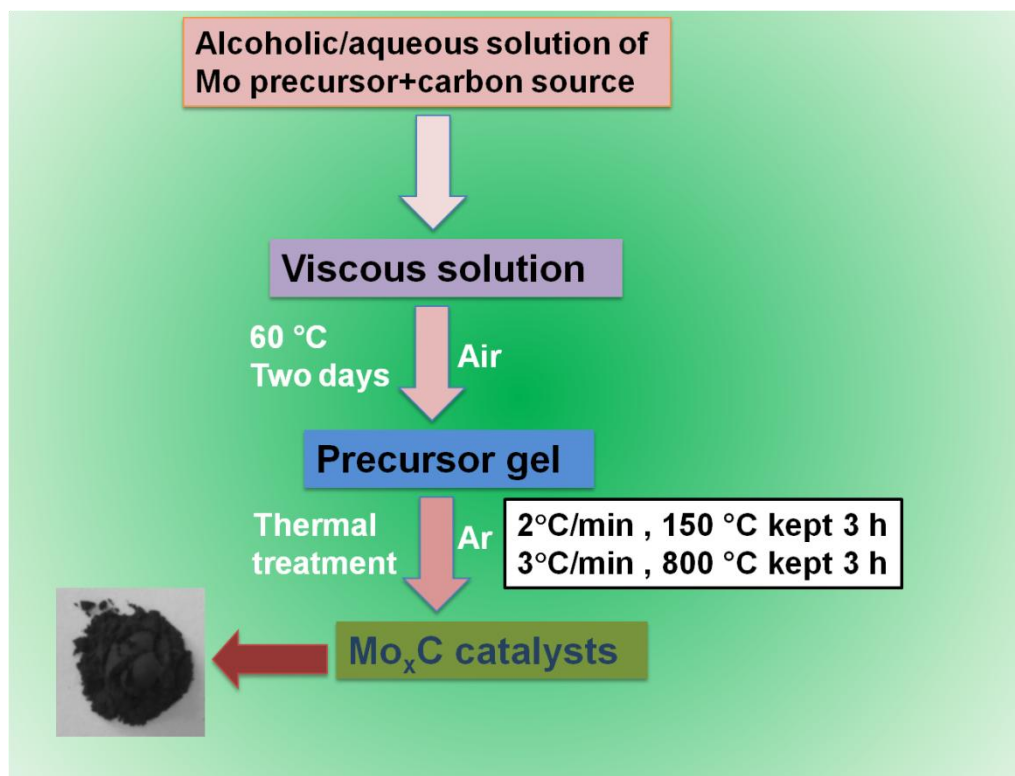 Alcoholic/aqueous solution of
Mo precursor+carbon source
Viscous solution
60 °C
Two days
Air
Precursor gel
Thermal
treatment
Ar
2°C/min , 150 °C kept 3 h
3°C/min , 800 °C kept 3 h
MoxC catalysts